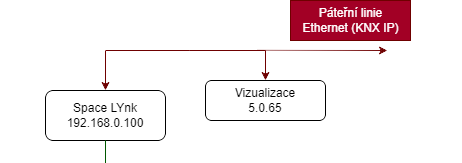 Páteřní linie
Ethernet (KNX IP)
Space LYnk
192.168.0.100
Vizualizace
5.0.65